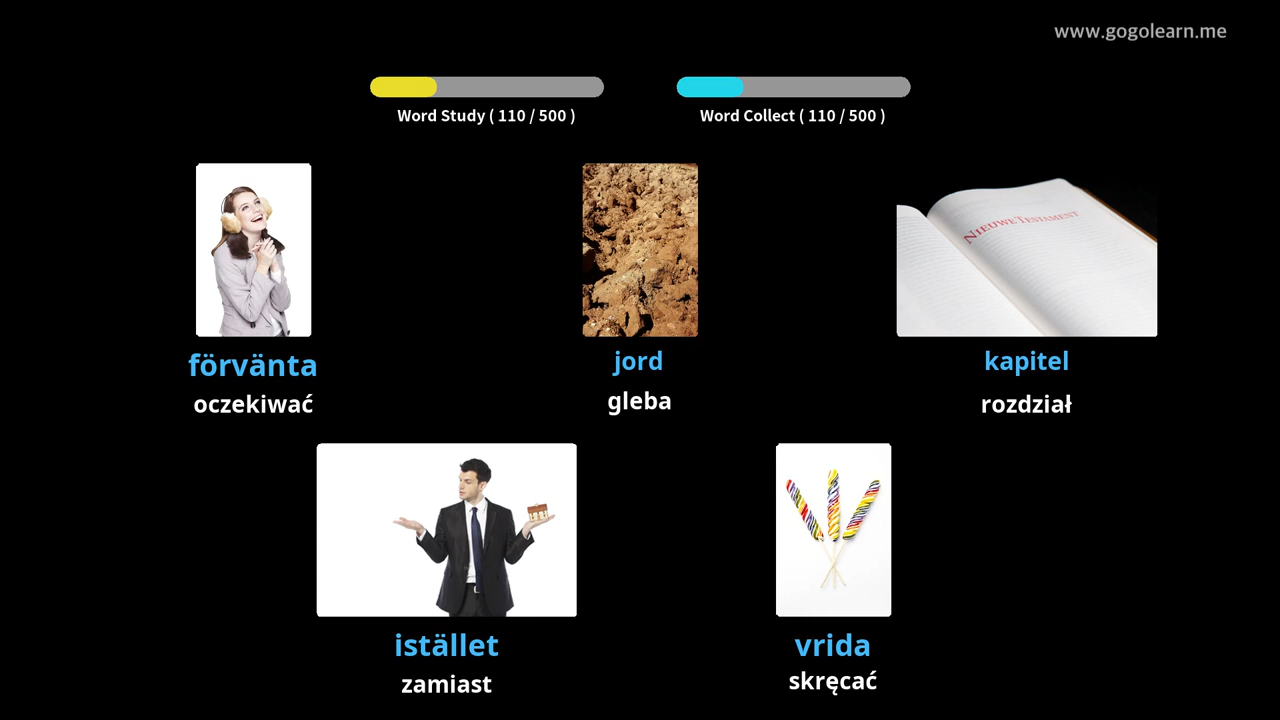 www.gogolearn.me
Word Study ( 110 / 500 )
Word Collect ( 110 / 500 )
NIEUWE TESTAMENT
förvänta
oczekiwać
jord
gleba
kapitel
rozdział
istället
zamiast
vrida
skręcać